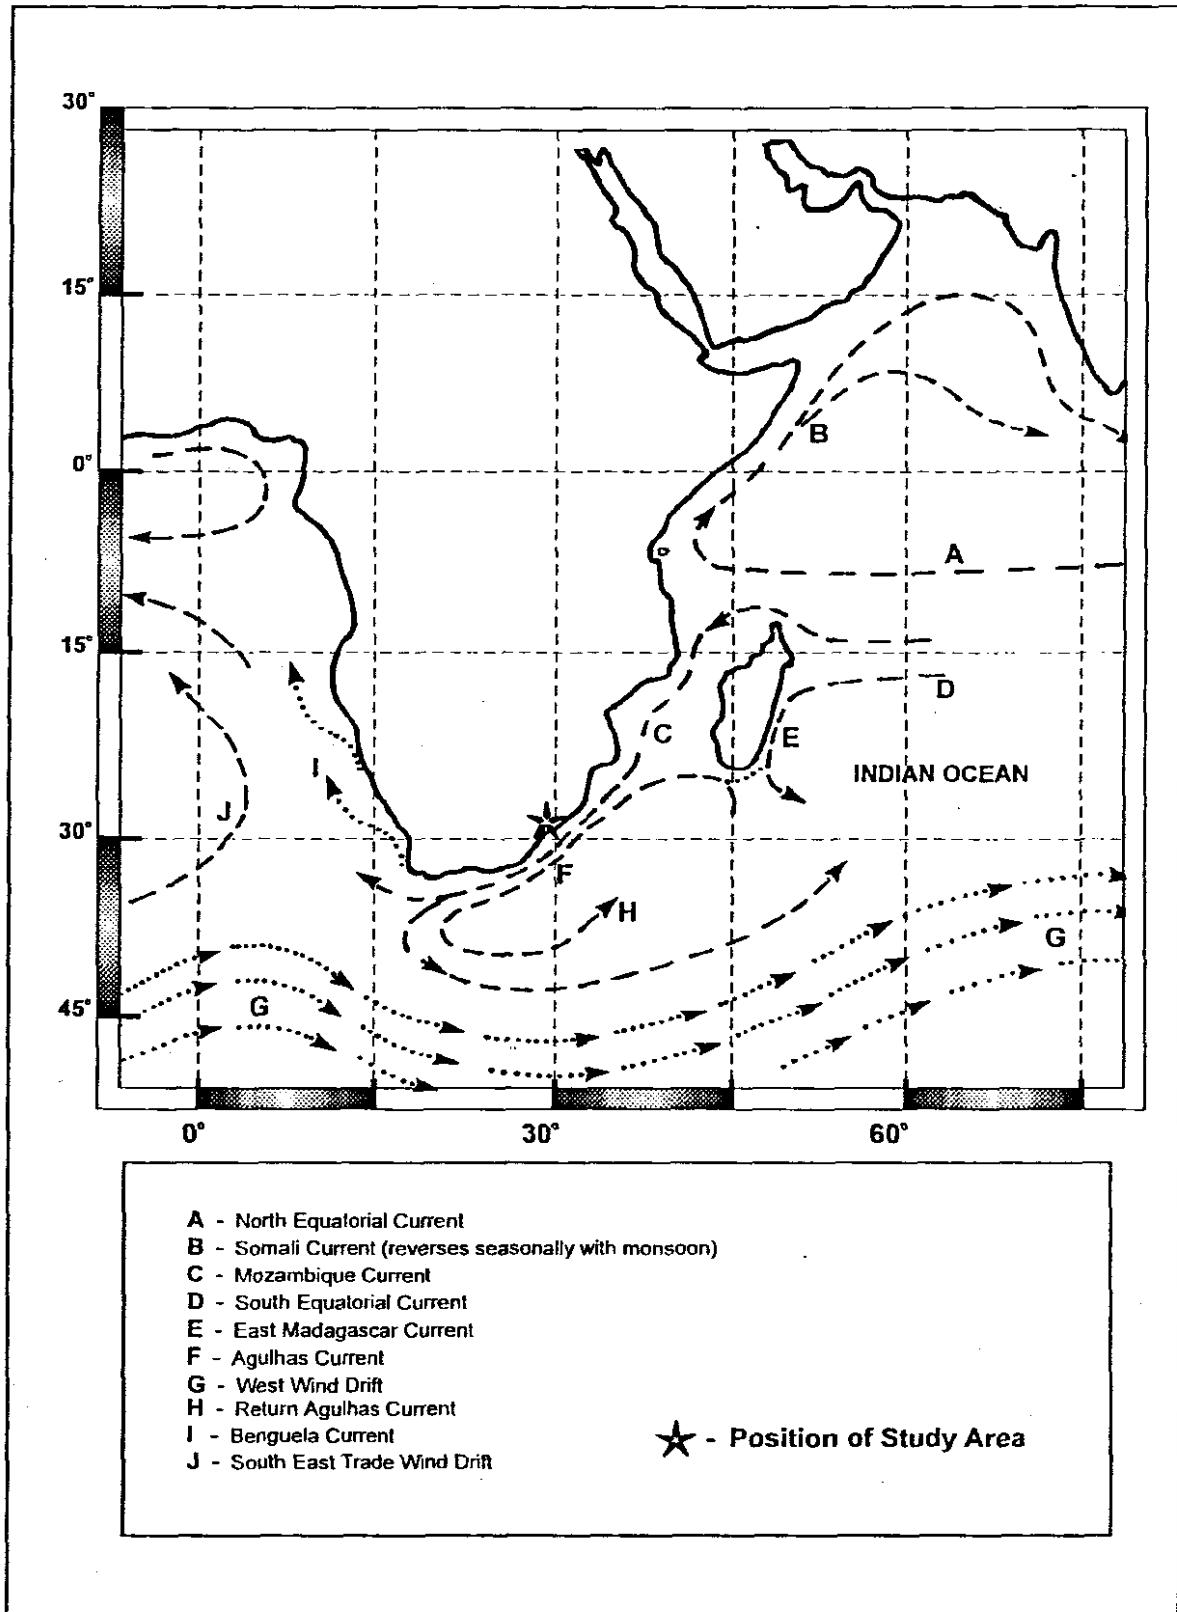 30°
15°
0°
15°
30°
45°
B
A
D
C
E
INDIAN OCEAN
I
J
F
H
G
G
0°
30°
60°
A - North Equatorial Current
B - Somali Current (reverses seasonally with monsoon)
C - Mozambique Current
D - South Equatorial Current
E - East Madagascar Current
F - Agulhas Current
G - West Wind Drift
H - Return Agulhas Current
I - Benguela Current
J - South East Trade Wind Drift
- Position of Study Area